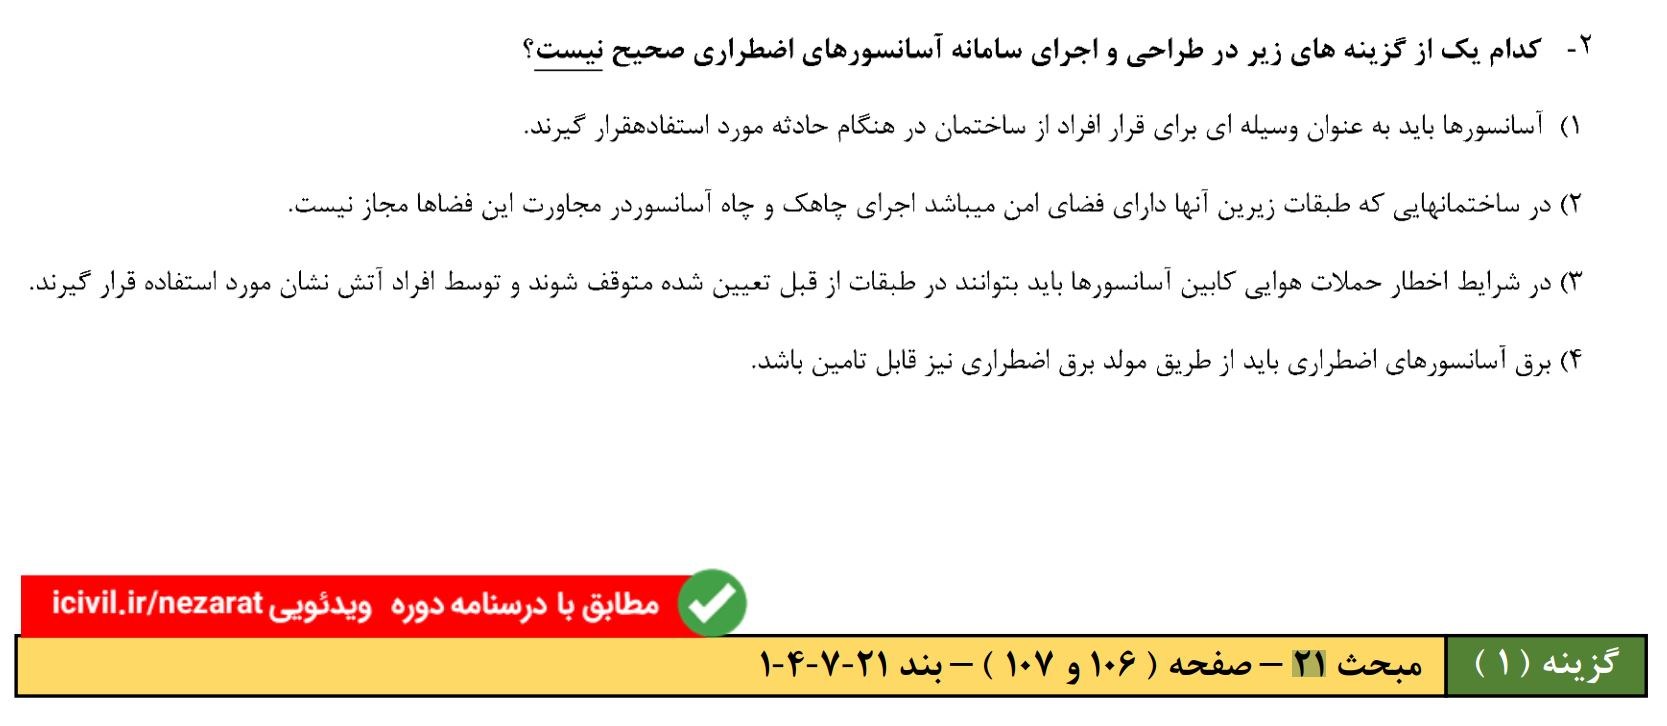 ۲- کدام یک از گزینه های زیر در طراحی و اجرای سامانه آسانسورهای اضطراری صحیح نیست؟
۱) آسانسورها باید به عنوان وسیله ای برای قرار افراد از ساختمان در هنگام حادثه مورد استفادهقرار گیرند.
۲) در ساختمانهایی که طبقات زیرین آنها دارای فضای امن میباشد اجرای چاهک و چاه آسانسوردر مجاورت این فضاها مجاز نیست.
۳) در شرایط اخطار حملات هوایی کابین آسانسورها باید بتوانند در طبقات از قبل تعیین شده متوقف شوند و توسط افراد آتش نشان مورد استفاده قرار گیرند.
۴) برق آسانسورهای اضطراری باید از طریق مولد برق اضطراری نیز قابل تامین باشد.
مطابق با درسنامه دوره ویدئویی icivil.ir/nezarat
گزینه (۱) مبحث ۲۱ – صفحه (۱۰۶ و ۱۰۷) – بند ۲۱-۷-۴-۱